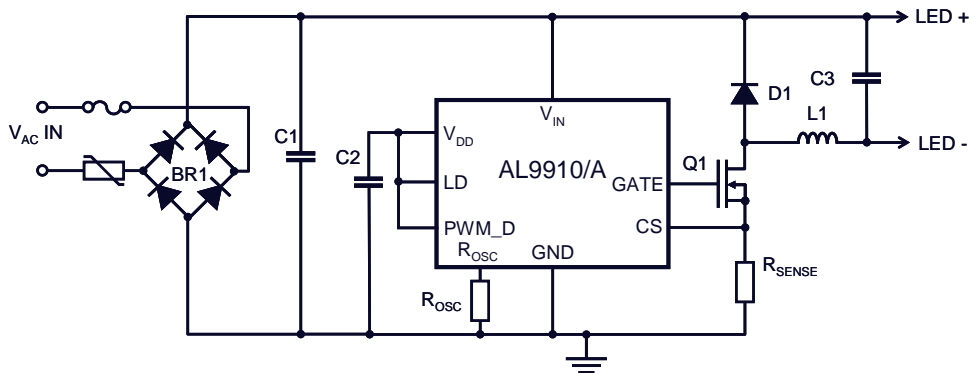 LED +
C3
D1
L1
LED -
V_AC IN
BR1
C1
C2
V_IN
V_DD
LD
PWM_D
R_OSC
AL9910/A
GATE
CS
GND
Q1
R_SENSE
R_OSC